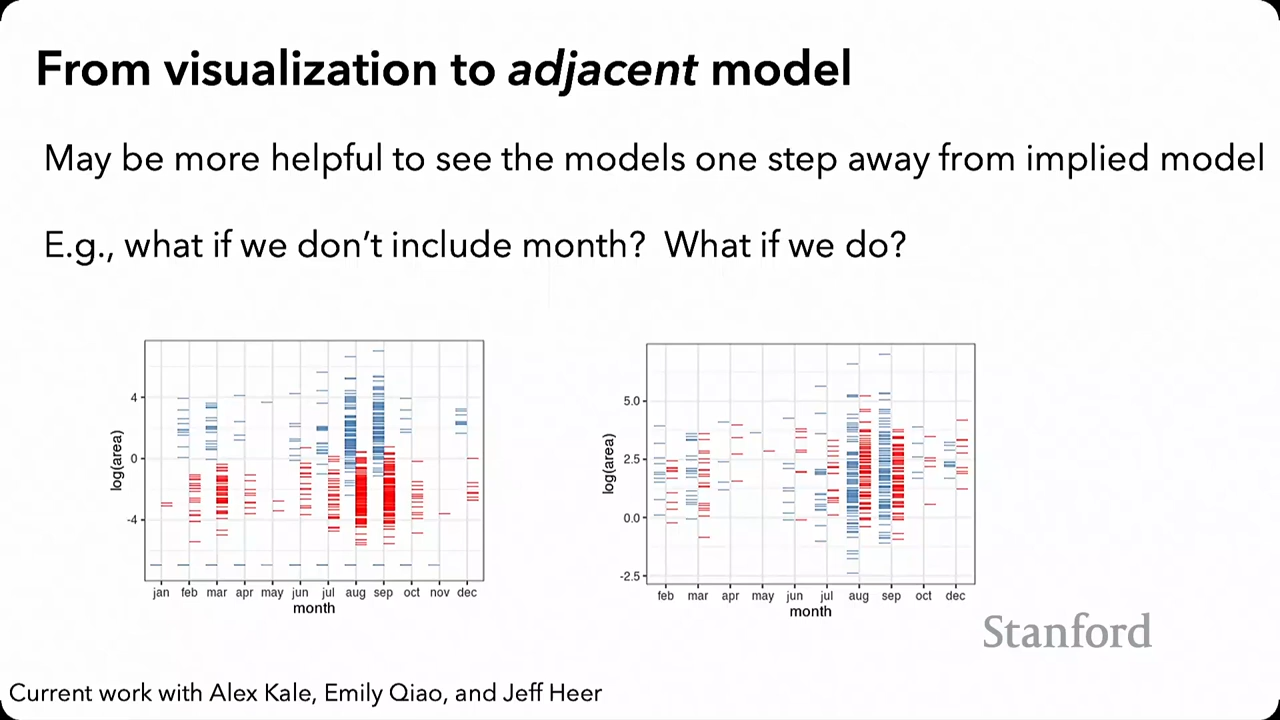 From visualization to adjacent model
May be more helpful to see the models one step away from implied model
E.g., what if we don't include month? What if we do?
log(area)
4
0
-4
jan feb mar apr may jun jul aug sep oct nov dec
month
log(area)
5.0
2.5
0.0
-2.5
feb mar apr may jun jul aug sep oct dec
month
Stanford
Current work with Alex Kale, Emily Qiao, and Jeff Heer